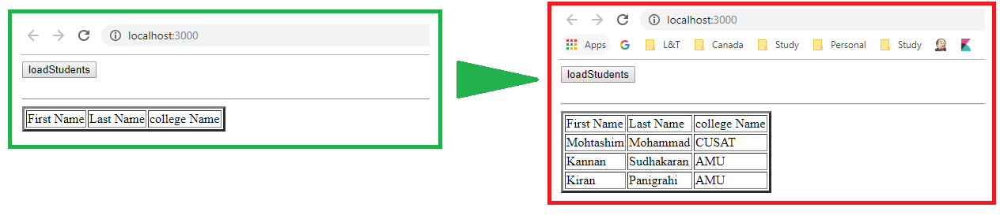 localhost:3000
loadStudents
First Name Last Name college Name
localhost:3000
Apps L&T Canada Study Personal Study
loadStudents
First Name Last Name college Name
Mohtashim Mohammad CUSAT
Kannan Sudhakaran AMU
Kiran Panigrahi AMU